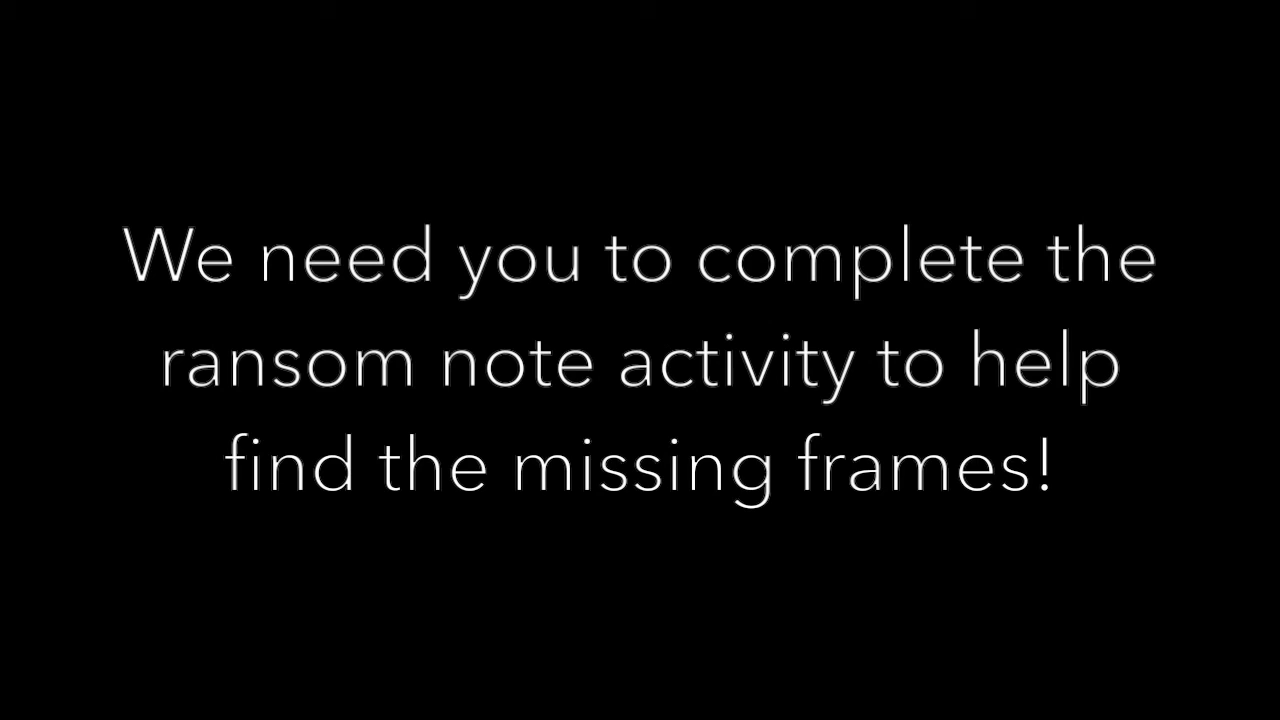 We need you to complete the
ransom note activity to help
find the missing frames!